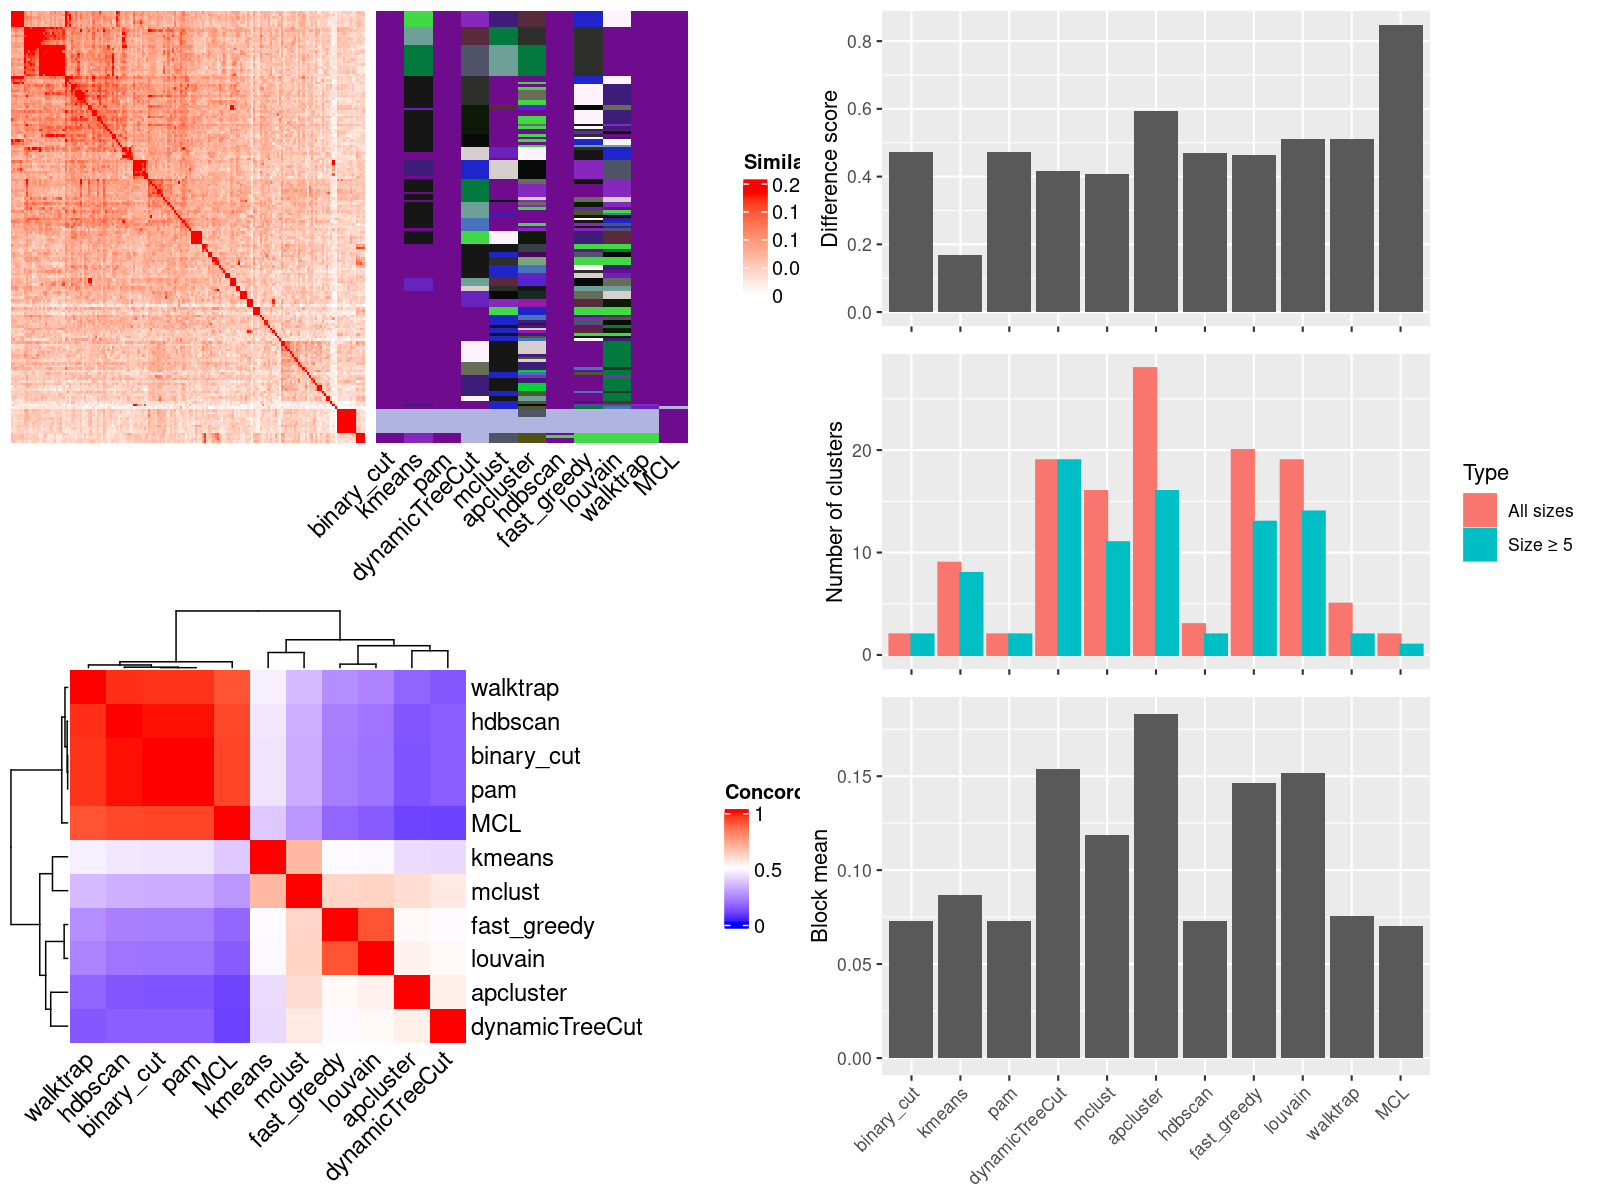 Simila
0.2
0.1
0.1
0.0
0
binary_cut
kmeans
pam
dynamicTreeCut
mclust
apcluster
hdbscan
fast_greedy
louvain
walktrap
MCL
walktrap
hdbscan
binary_cut
pam
MCL
kmeans
mclust
fast_greedy
louvain
apcluster
dynamicTreeCut
walktrap
hdbscan
binary_cut
pam
MCL
kmeans
mclust
fast_greedy
louvain
apcluster
dynamicTreeCut
Concord
1
0.5
0
Difference score
0.8
0.6
0.4
0.2
0.0
Number of clusters
20
10
0
Type
All sizes
Size ≥ 5
Block mean
0.15
0.10
0.05
0.00
binary_cut
kmeans
pam
dynamicTreeCut
mclust
apcluster
hdbscan
fast_greedy
louvain
walktrap
MCL